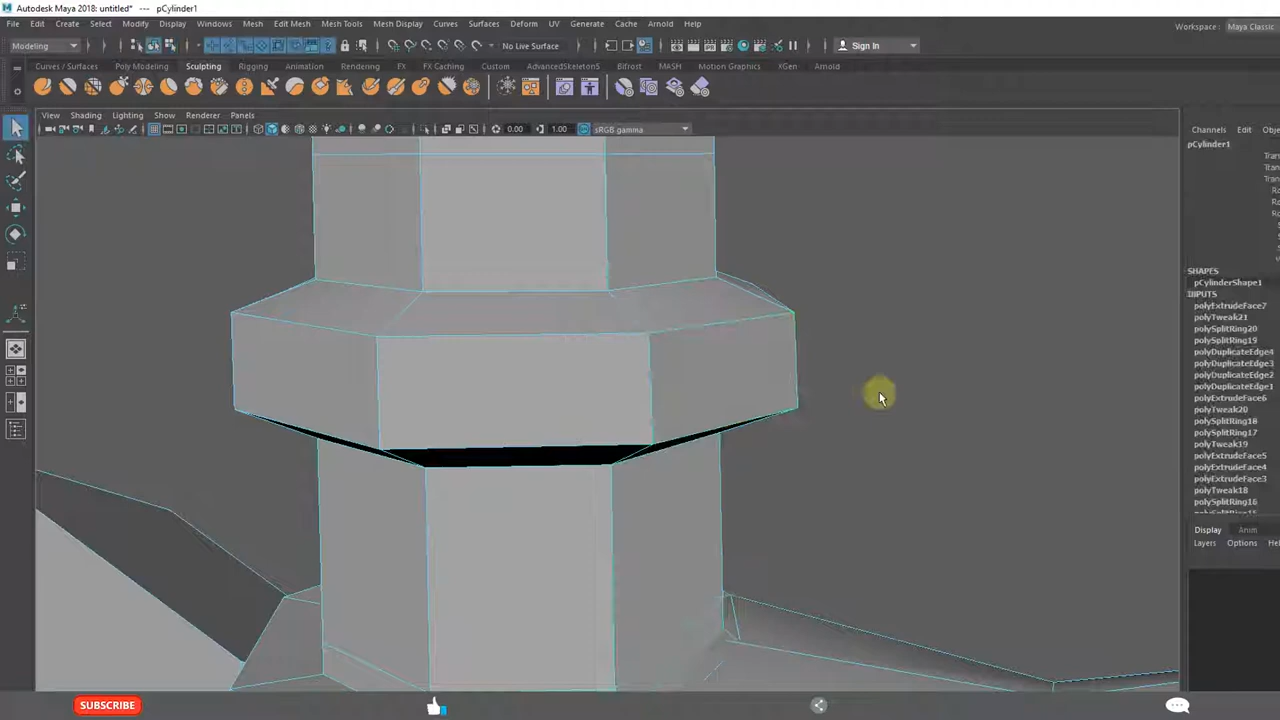 Autodesk Maya 2018: untitled* --- pCylinder1
File Edit Create Select Modify Display Windows Mesh Edit Mesh Mesh Tools Mesh Display Curves Surfaces Deform UV Generate Cache Arnold Help
Workspace: Maya Classic
Modeling No Live Surface Sign In
Curves / Surfaces Poly Modeling Sculpting Rigging Animation Rendering FX FX Caching Custom AdvancedSkeleton5 Bifrost MASH Motion Graphics XGen Arnold
View Shading Lighting Show Renderer Panels
0.00 1.00 sRGB gamma
Channels Edit
pCylinder1
SHAPES
pCylinderShape1
INPUTS
polyExtrudeFace7
polyTweak21
polySplitRing20
polySplitRing19
polyDuplicateEdge4
polyDuplicateEdge3
polyDuplicateEdge2
polyDuplicateEdge1
polyExtrudeFace6
polyTweak20
polySplitRing18
polySplitRing17
polyTweak19
polyExtrudeFace5
polyExtrudeFace4
polyExtrudeFace3
polyTweak18
polySplitRing16
Display Anim
Layers Options
SUBSCRIBE